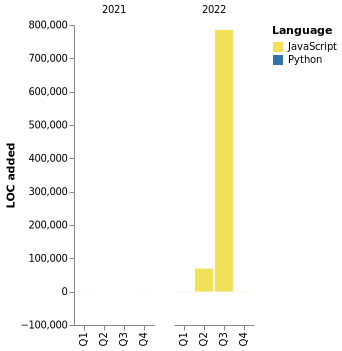 2021
2022
LOC added
800,000
700,000
600,000
500,000
400,000
300,000
200,000
100,000
0
−100,000
Q1
Q2
Q3
Q4
Q1
Q2
Q3
Q4
Language
JavaScript
Python